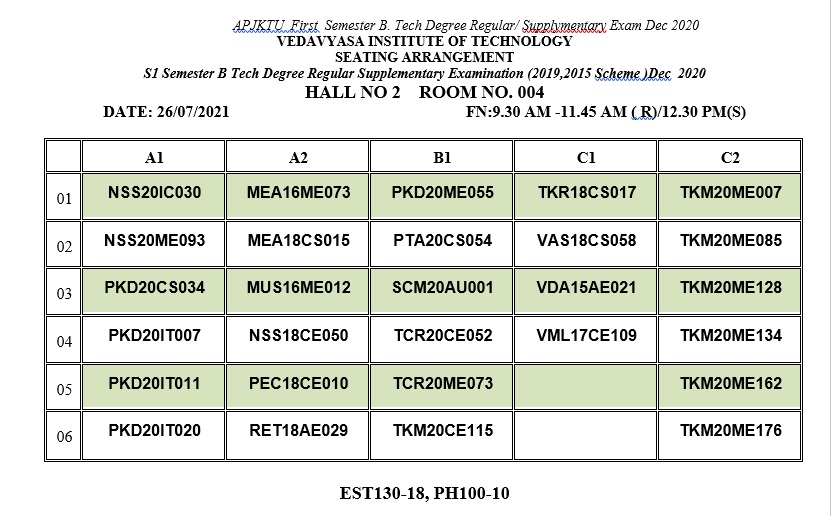 APJKTU First Semester B. Tech Degree Regular/ Supplymentary Exam Dec 2020
VEDAVYASA INSTITUTE OF TECHNOLOGY
SEATING ARRANGEMENT
S1 Semester B Tech Degree Regular Supplementary Examination (2019,2015 Scheme )Dec 2020
HALL NO 2 ROOM NO. 004
DATE: 26/07/2021 FN:9.30 AM -11.45 AM ( R)/12.30 PM(S)
A1 A2 B1 C1 C2
01 NSS20IC030 MEA16ME073 PKD20ME055 TKR18CS017 TKM20ME007
02 NSS20ME093 MEA18CS015 PTA20CS054 VAS18CS058 TKM20ME085
03 PKD20CS034 MUS16ME012 SCM20AU001 VDA15AE021 TKM20ME128
04 PKD20IT007 NSS18CE050 TCR20CE052 VML17CE109 TKM20ME134
05 PKD20IT011 PEC18CE010 TCR20ME073 TKM20ME162
06 PKD20IT020 RET18AE029 TKM20CE115 TKM20ME176
EST130-18, PH100-10